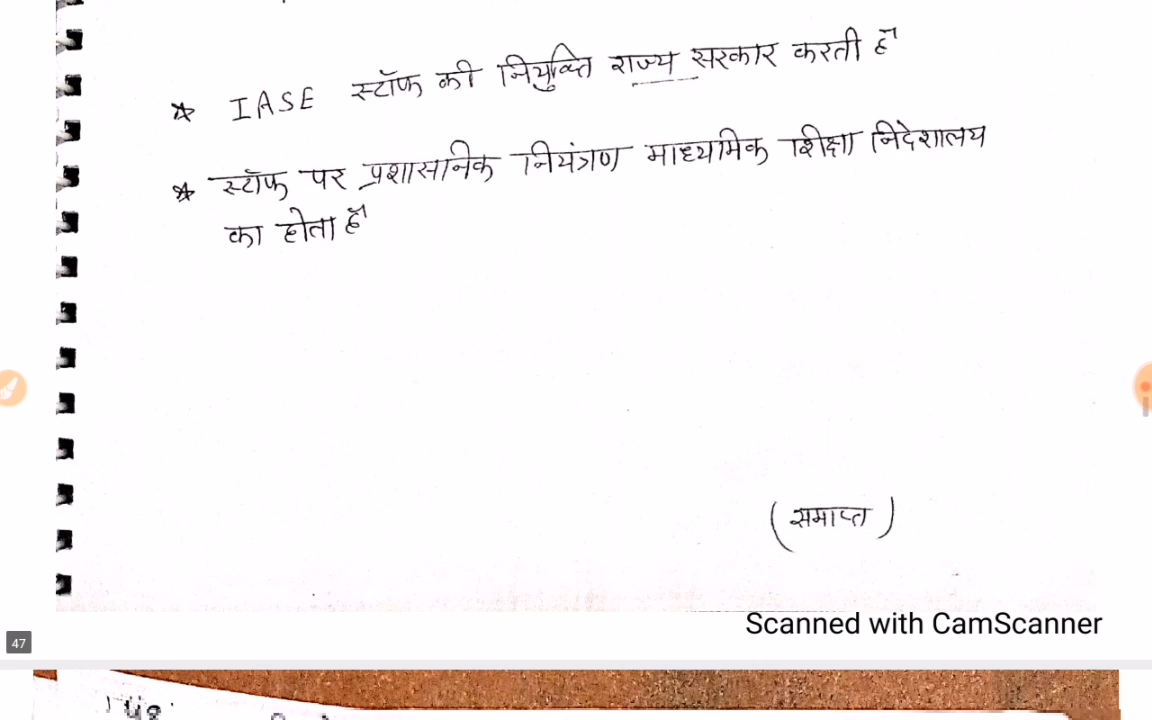 * IASE स्टॉफ की नियुक्ति राज्य सरकार करती है
* स्टॉफ पर प्रशासनिक नियंत्रण माध्यमिक शिक्षा निदेशालय
का होता है
(समाप्त)
Scanned with CamScanner
47